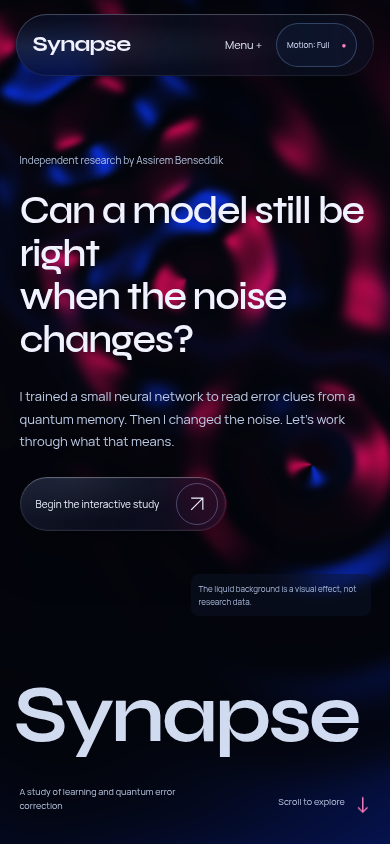 Synapse
Menu +
Motion: Full
Independent research by Assirem Benseddik
Can a model still be
right
when the noise
changes?
I trained a small neural network to read error clues from a
quantum memory. Then I changed the noise. Let's work
through what that means.
Begin the interactive study
The liquid background is a visual effect, not
research data.
Synapse
A study of learning and quantum error
correction
Scroll to explore